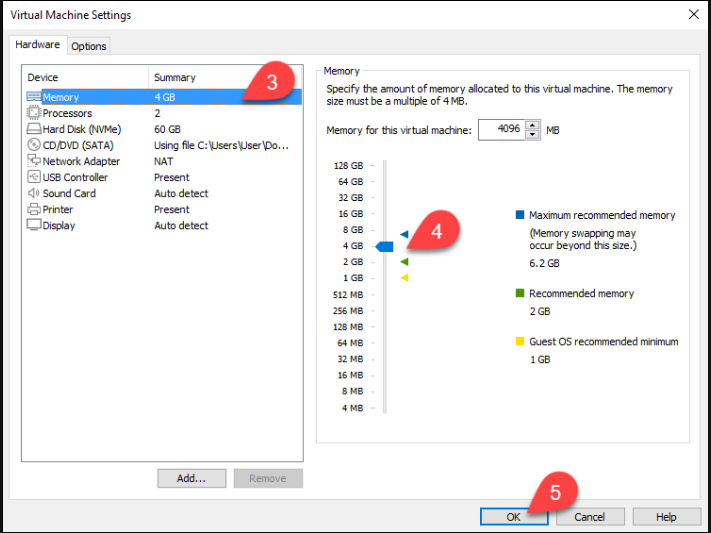 Virtual Machine Settings
Hardware
Options
Device Summary
Memory 4 GB
Processors 2
Hard Disk (NVMe) 60 GB
CD/DVD (SATA) Using file C:\Users\User\Do...
Network Adapter NAT
USB Controller Present
Sound Card Auto detect
Printer Present
Display Auto detect
3
Add...
Remove
Memory
Specify the amount of memory allocated to this virtual machine. The memory
size must be a multiple of 4 MB.
Memory for this virtual machine: 4096 MB
128 GB
64 GB
32 GB
16 GB
8 GB
4 GB
2 GB
1 GB
512 MB
256 MB
128 MB
64 MB
32 MB
16 MB
8 MB
4 MB
4
Maximum recommended memory
(Memory swapping may
occur beyond this size.)
6.2 GB
Recommended memory
2 GB
Guest OS recommended minimum
1 GB
5
OK
Cancel
Help